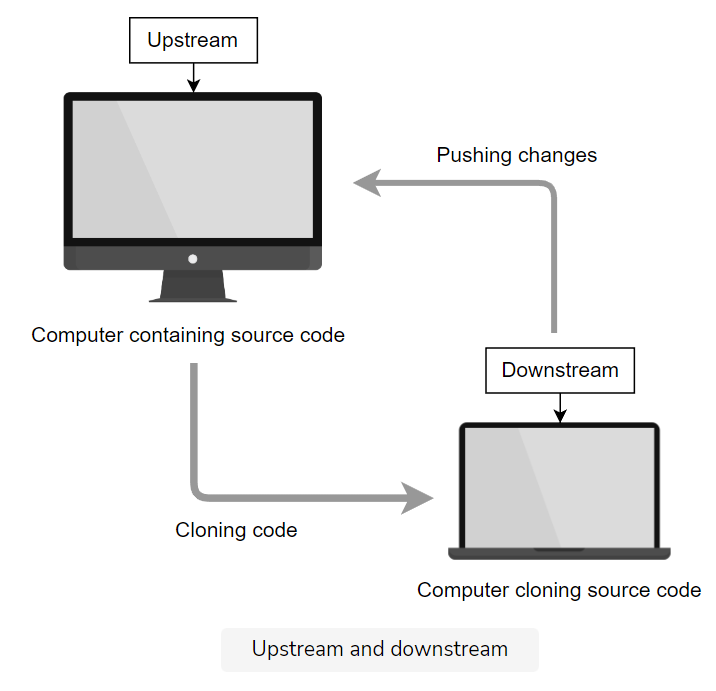 Upstream
Pushing changes
Computer containing source code
Downstream
Cloning code
Computer cloning source code
Upstream and downstream